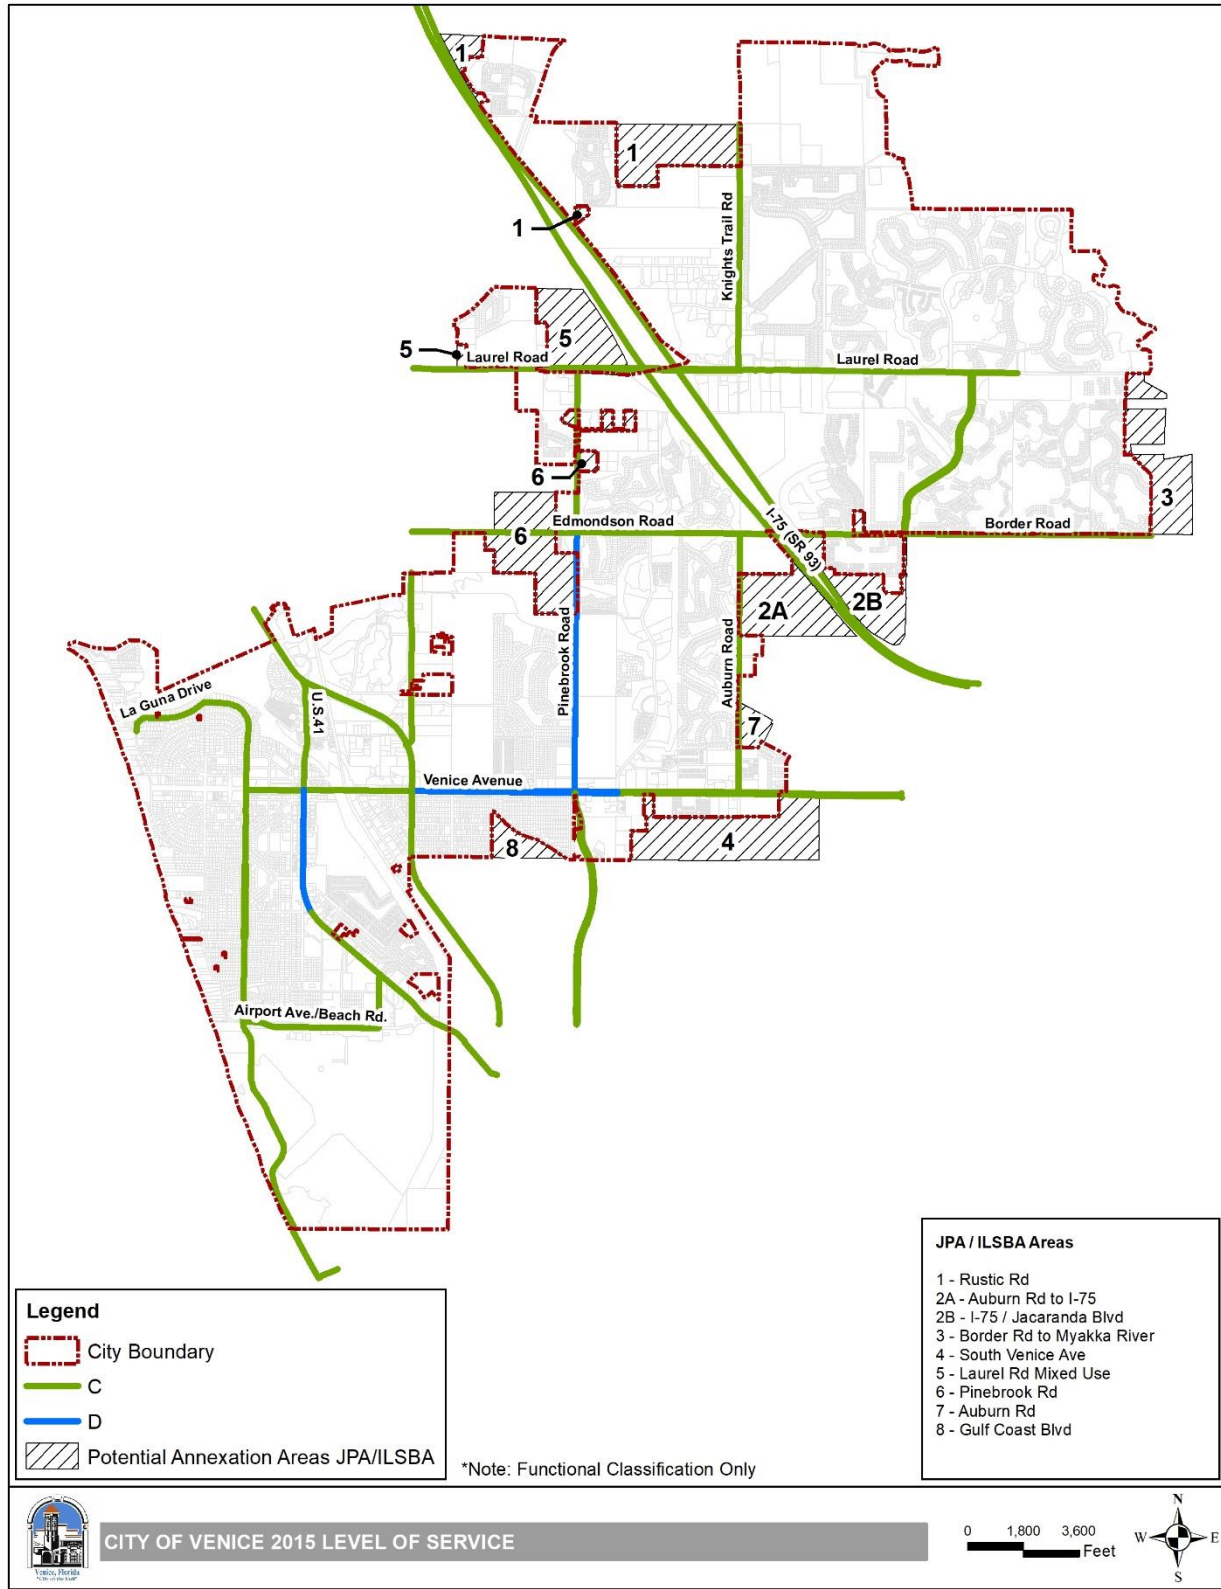 1
1
1
Knights Trail Rd
5
5
Laurel Road
Laurel Road
6
3
I-75 (SR 93)
6
Edmondson Road
Border Road
2A
2B
Pinebrook Road
Auburn Road
La Guna Drive
U.S.41
7
Venice Avenue
8
4
Airport Ave./Beach Rd.
JPA / ILSBA Areas
1 - Rustic Rd
2A - Auburn Rd to I-75
2B - I-75 / Jacaranda Blvd
3 - Border Rd to Myakka River
4 - South Venice Ave
5 - Laurel Rd Mixed Use
6 - Pinebrook Rd
7 - Auburn Rd
8 - Gulf Coast Blvd
Legend
City Boundary
C
D
Potential Annexation Areas JPA/ILSBA
*Note: Functional Classification Only
Venice, Florida
"City on the Gulf"
CITY OF VENICE 2015 LEVEL OF SERVICE
0 1,800 3,600
Feet
N
W E
S